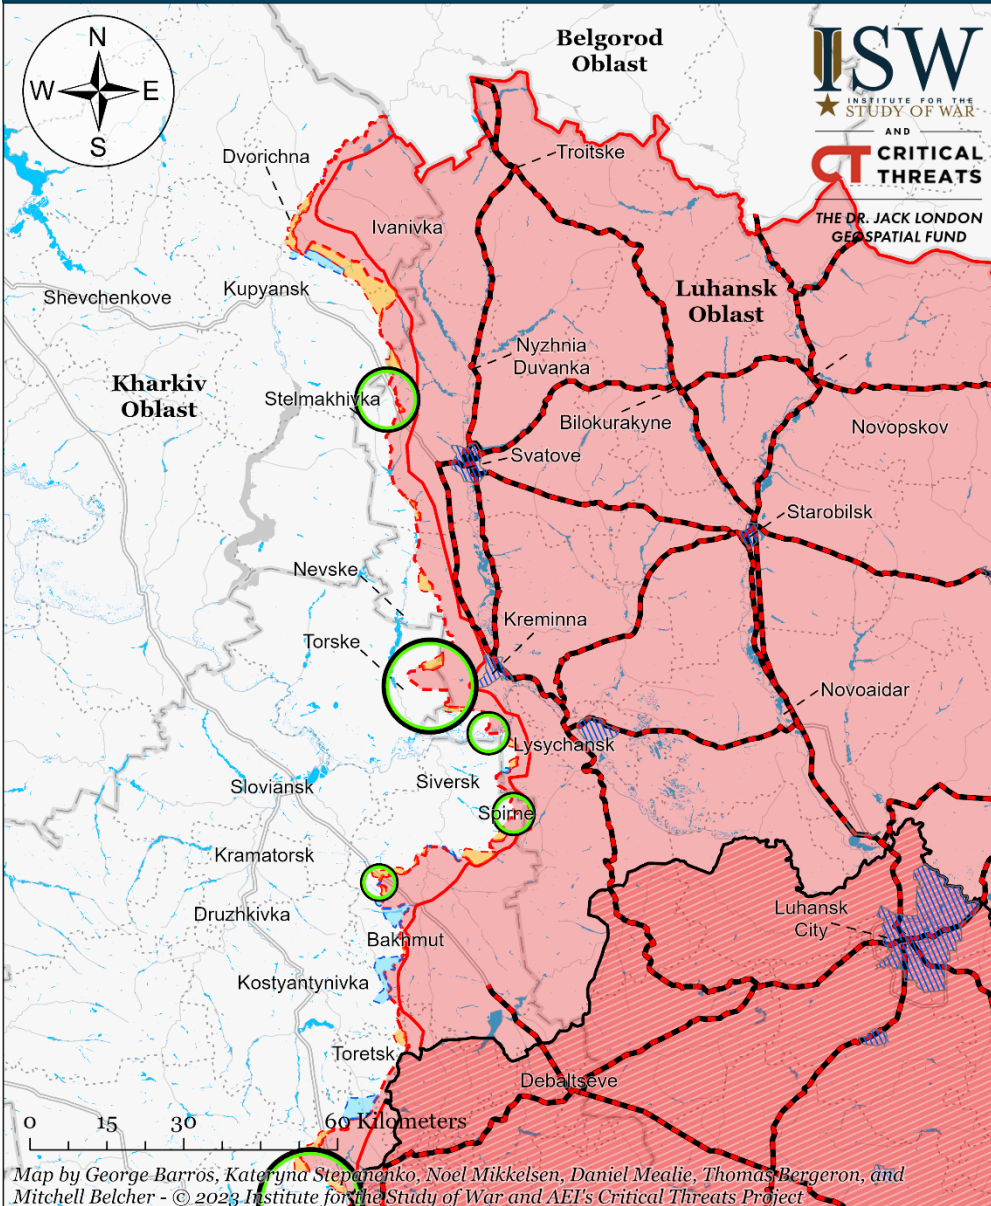 N
W
E
S
Belgorod
Oblast
ISW
INSTITUTE FOR THE
STUDY OF WAR
AND
CT CRITICAL
THREATS
THE DR. JACK LONDON
GEOSPATIAL FUND
Dvorichna
Troitske
Ivanivka
Shevchenkove
Kupyansk
Luhansk
Oblast
Kharkiv
Oblast
Nyzhnia
Duvanka
Stelmakhivka
Bilokurakyne
Novopskov
Svatove
Starobilsk
Nevske
Kreminna
Torske
Novoaidar
Lysychansk
Siversk
Sloviansk
Spirne
Kramatorsk
Druzhkivka
Luhansk
City
Bakhmut
Kostyantynivka
Toretsk
Debaltseve
0 15 30 60 Kilometers
Map by George Barros, Kateryna Stepanenko, Noel Mikkelsen, Daniel Mealie, Thomas Bergeron, and
Mitchell Belcher - © 2023 Institute for the Study of War and AEI's Critical Threats Project